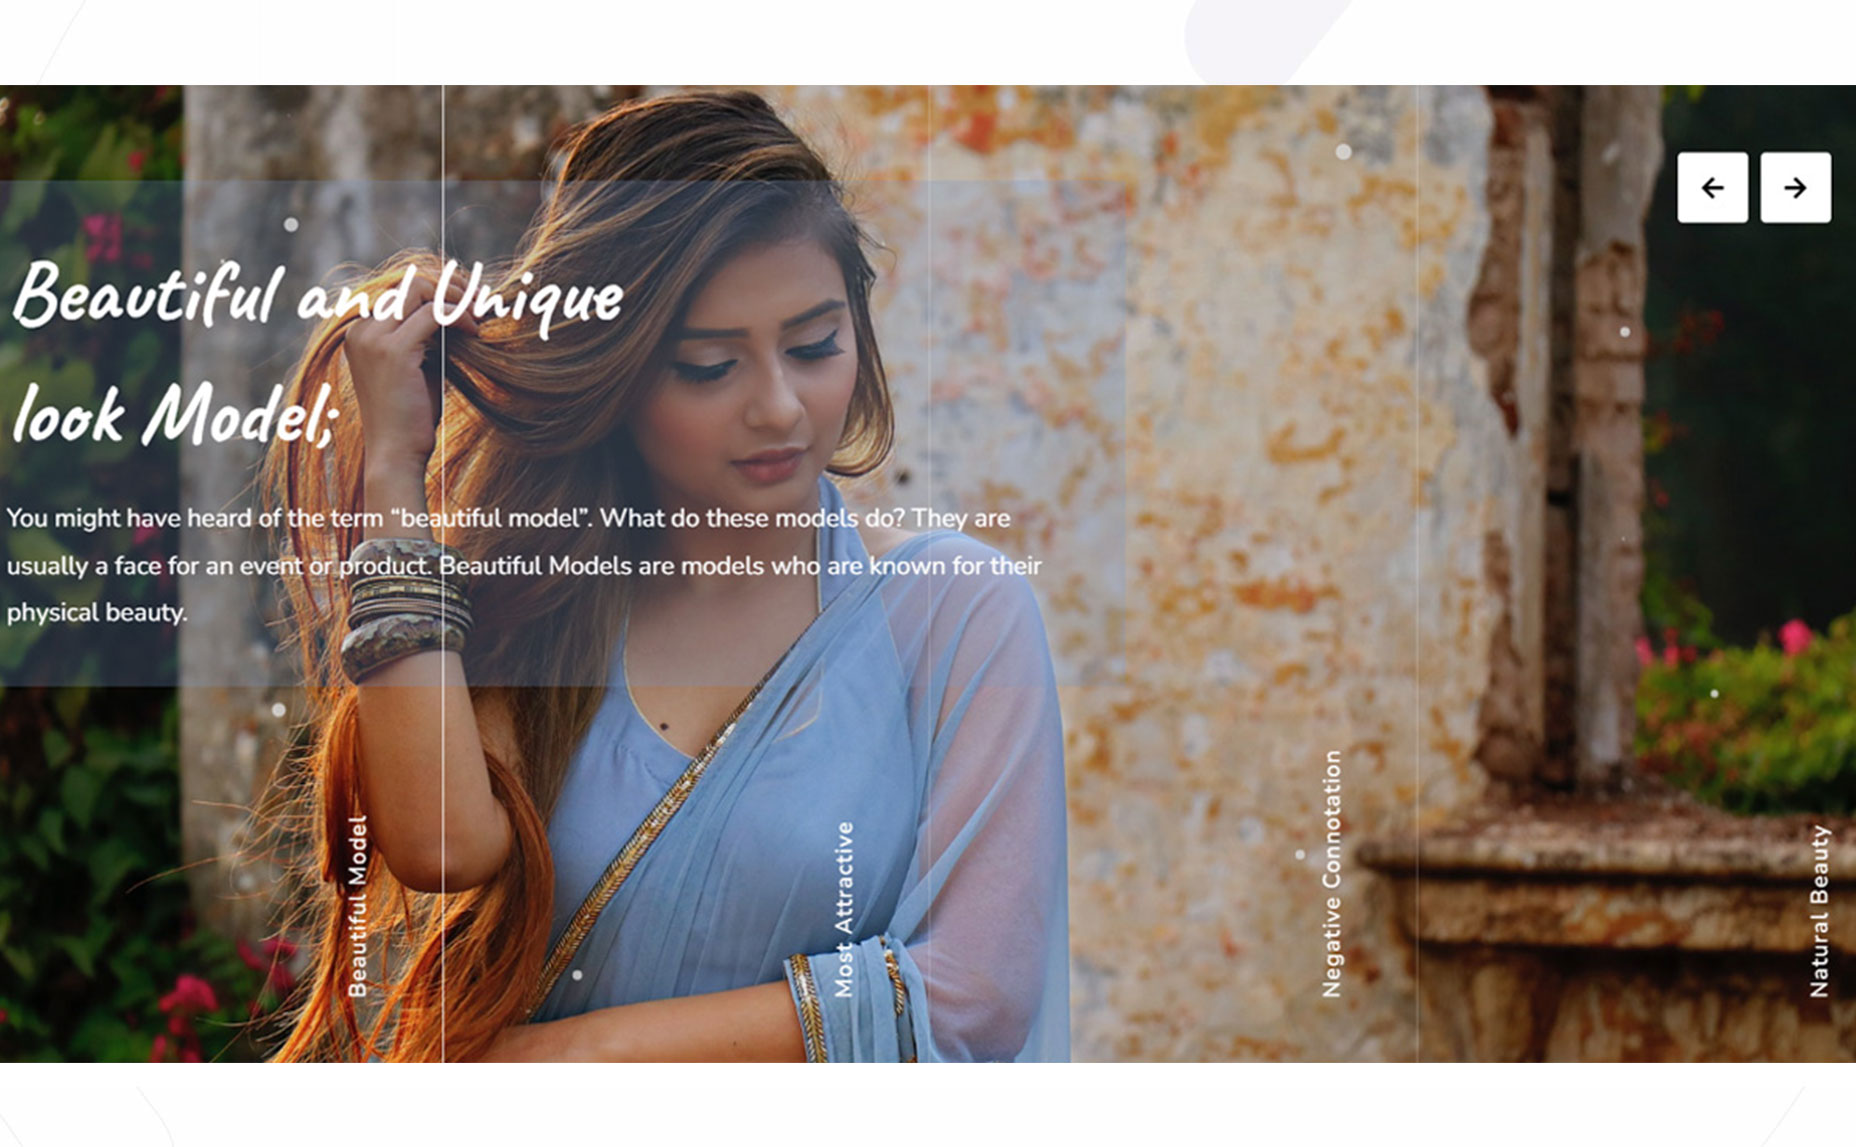 Beautiful and Unique
look Model;
You might have heard of the term “beautiful model”. What do these models do? They are
usually a face for an event or product. Beautiful Models are models who are known for their
physical beauty.
Beautiful Model
Most Attractive
Negative Connotation
Natural Beauty